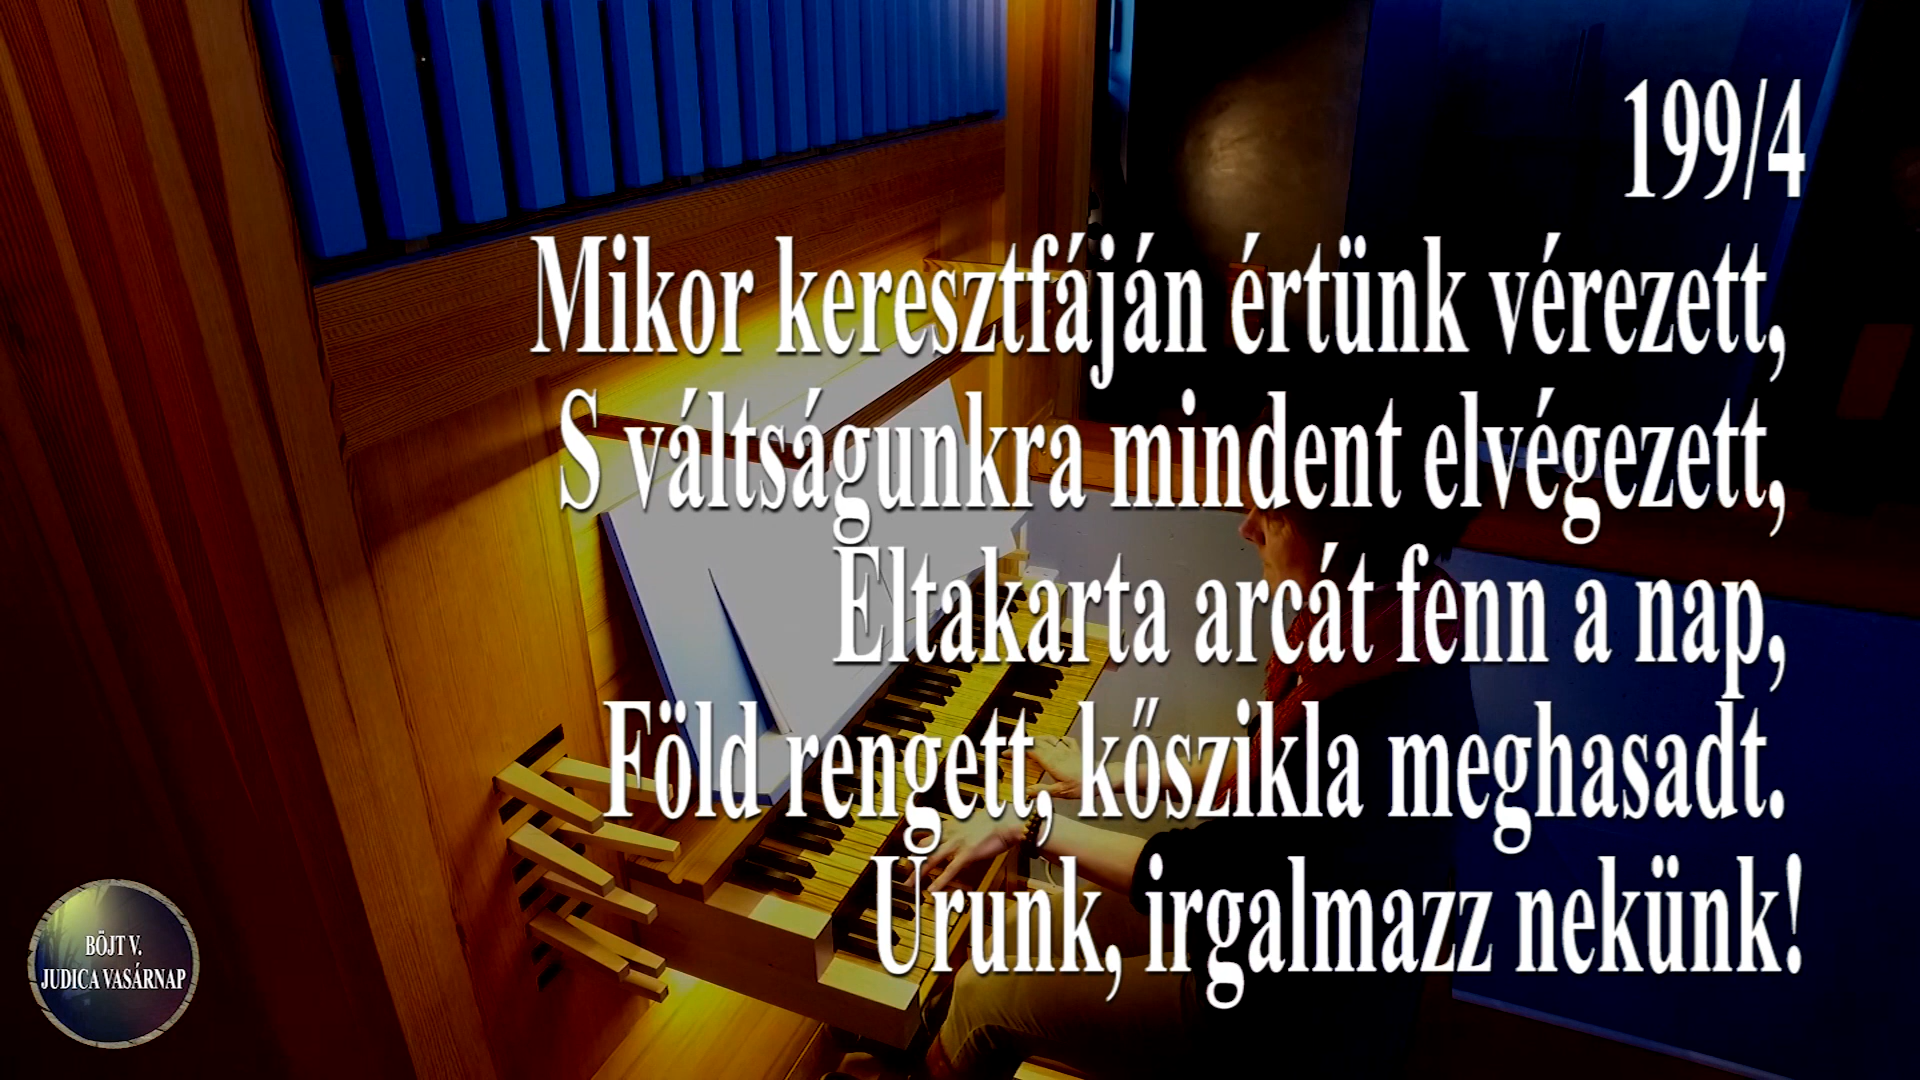 199/4
Mikor keresztfáján értünk vérezett,
S váltságunkra mindent elvégezett,
Eltakarta arcát fenn a nap,
Föld rengett, kőszikla meghasadt.
Urunk, irgalmazz nekünk!
BÖJT V.
JUDICA VASÁRNAP